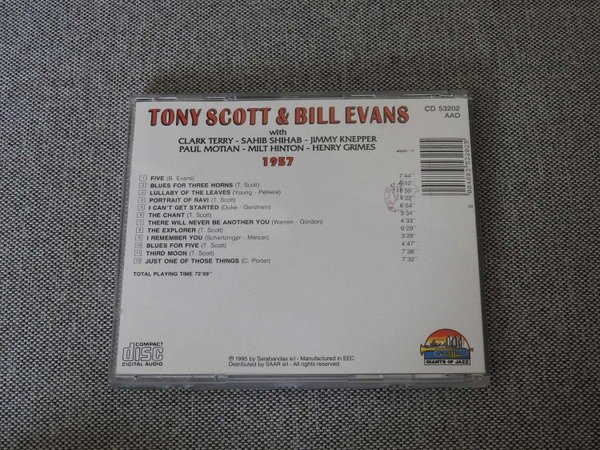 TONY SCOTT & BILL EVANS
with
CLARK TERRY - SAHIB SHIHAB - JIMMY KNEPPER
PAUL MOTIAN - MILT HINTON - HENRY GRIMES
1957
CD 53202
AAD
1 FIVE (B. Evans) 7'44"
2 BLUES FOR THREE HORNS (T. Scott)
3 LULLABY OF THE LEAVES (Young - Petkere)
4 PORTRAIT OF RAVI (T. Scott) 4'22"
5 I CAN'T GET STARTED (Duke - Gershwin) 6'54"
6 THE CHANT (T. Scott) 3'34"
7 THERE WILL NEVER BE ANOTHER YOU (Warren - Gordon) 4'33"
8 THE EXPLORER (T. Scott) 6'29"
9 I REMEMBER YOU (Schertzinger - Mercer) 3'29"
10 BLUES FOR FIVE (T. Scott) 4'47"
11 THIRD MOON (T. Scott) 7'38"
12 JUST ONE OF THOSE THINGS (C. Porter) 7'32"
TOTAL PLAYING TIME 72'09"
COMPACT
disc
DIGITAL AUDIO
℗ 1995 by Sarabandas srl - Manufactured in EEC
Distributed by SAAR srl - All rights reserved.
GIANTS OF JAZZ